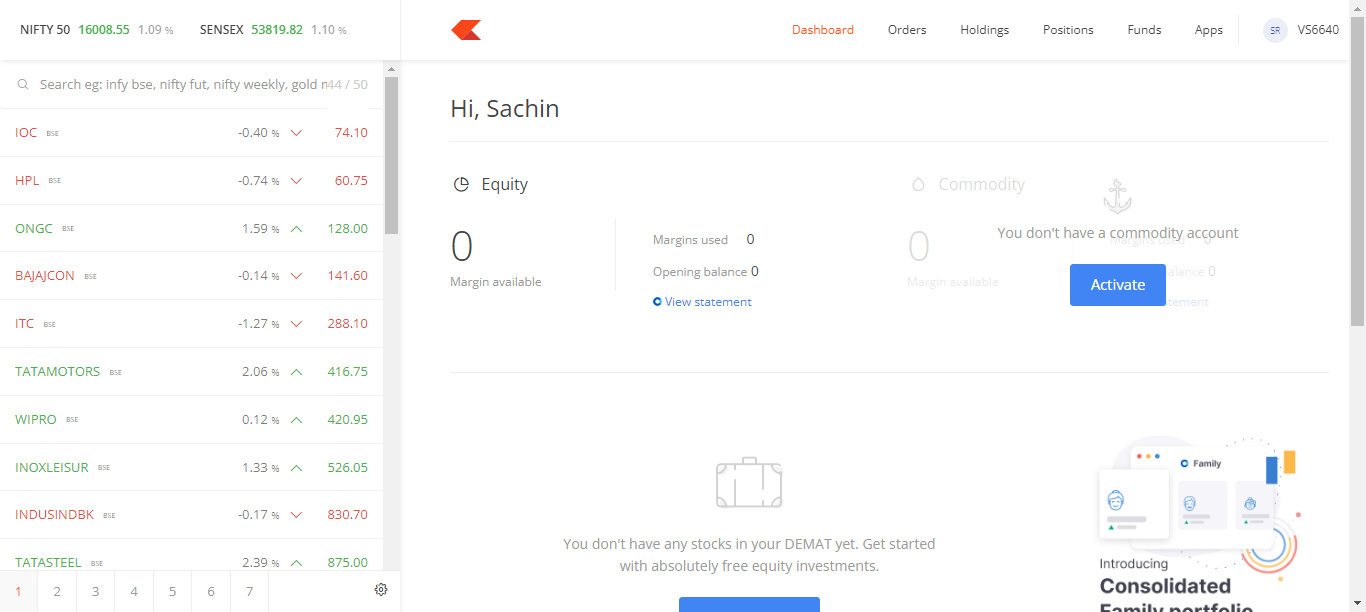 NIFTY 50 16008.55 1.09 % SENSEX 53819.82 1.10 %
Dashboard Orders Holdings Positions Funds Apps SR VS6640
Search eg: infy bse, nifty fut, nifty weekly, gold 44 / 50
IOC BSE -0.40 % 74.10
HPL BSE -0.74 % 60.75
ONGC BSE 1.59 % 128.00
BAJAJCON BSE -0.14 % 141.60
ITC BSE -1.27 % 288.10
TATAMOTORS BSE 2.06 % 416.75
WIPRO BSE 0.12 % 420.95
INOXLEISUR BSE 1.33 % 526.05
INDUSINDBK BSE -0.17 % 830.70
TATASTEEL BSE 2.39 % 875.00
1 2 3 4 5 6 7
Hi, Sachin
Equity
0
Margin available
Margins used 0
Opening balance 0
View statement
Commodity
0
Margin available
Margins used 0
balance 0
statement
You don't have a commodity account
Activate
You don't have any stocks in your DEMAT yet. Get started
with absolutely free equity investments.
Family
Introducing
Consolidated
Family portfolio